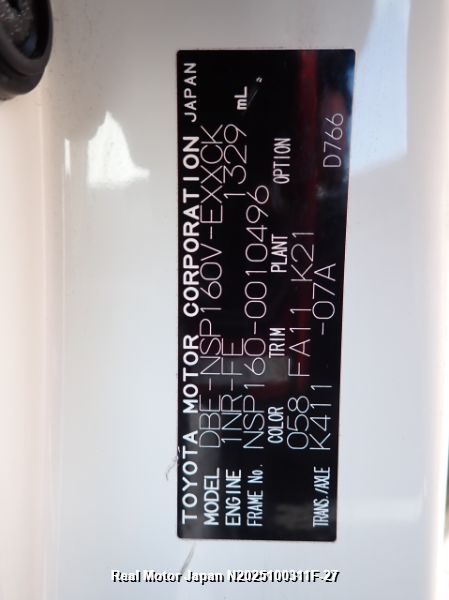 TOYOTA MOTOR CORPORATION JAPAN
MODEL DBE-NSP160V-EXXCK
ENGINE 1NR-FE 1329 mL
FRAME No. NSP160-0010496
COLOR TRIM PLANT OPTION
058 FA11 K21
TRANS./AXLE K411 -07A D766
Real Motor Japan N2025100311F-27